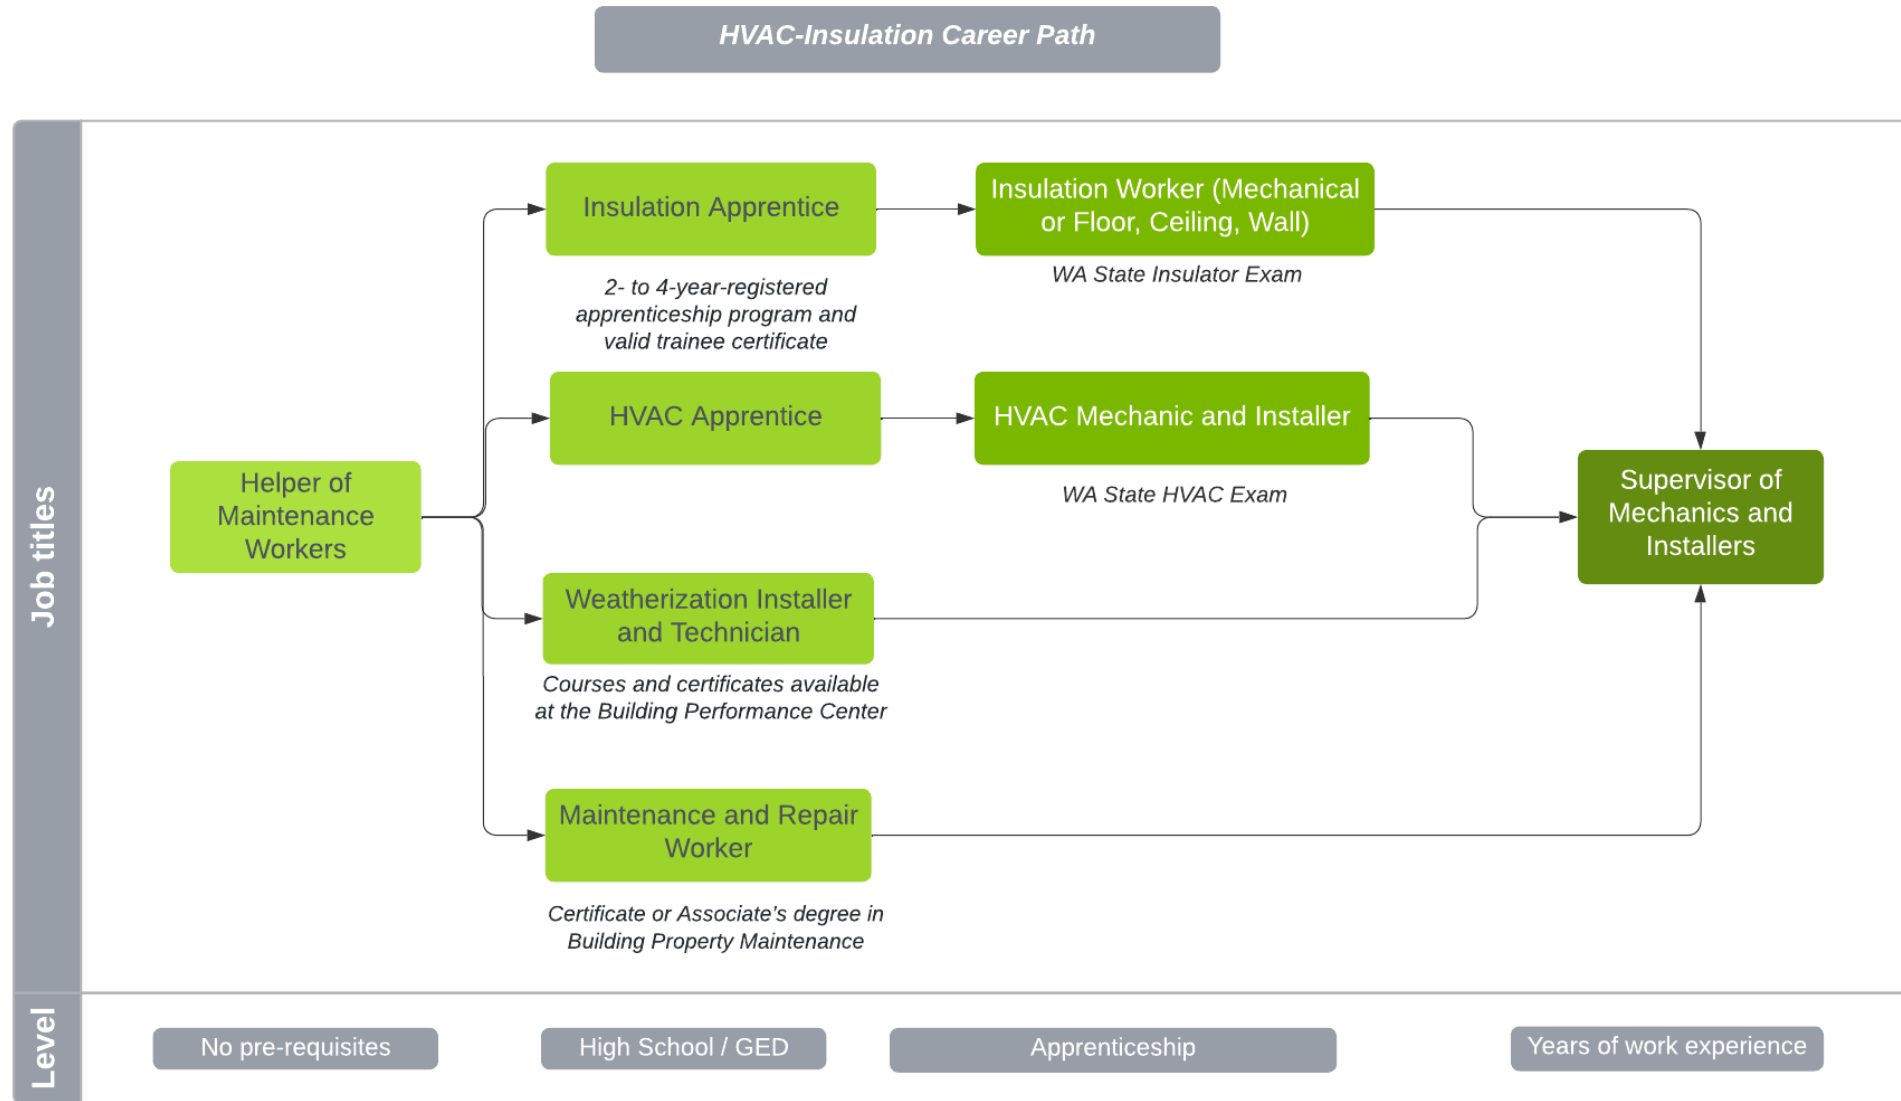 HVAC-Insulation Career Path
Job titles
Insulation Apprentice
2- to 4-year-registered
apprenticeship program and
valid trainee certificate
Insulation Worker (Mechanical
or Floor, Ceiling, Wall)
WA State Insulator Exam
HVAC Apprentice
HVAC Mechanic and Installer
WA State HVAC Exam
Helper of
Maintenance
Workers
Supervisor of
Mechanics and
Installers
Weatherization Installer
and Technician
Courses and certificates available
at the Building Performance Center
Maintenance and Repair
Worker
Certificate or Associate's degree in
Building Property Maintenance
Level
No pre-requisites
High School / GED
Apprenticeship
Years of work experience